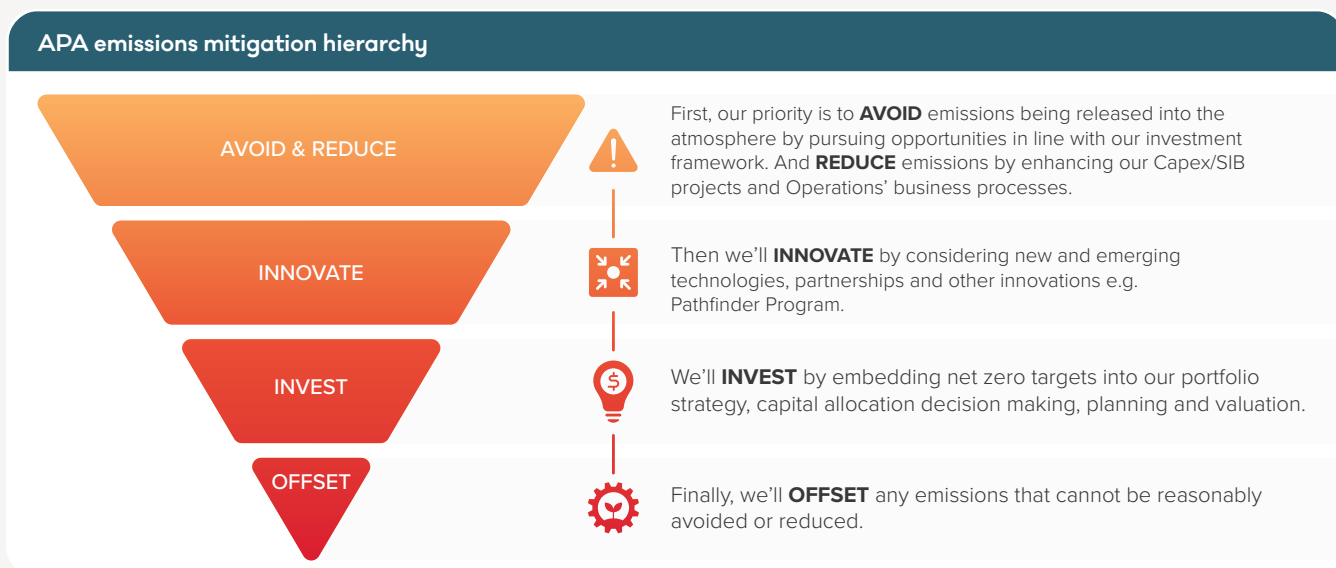 APA emissions mitigation hierarchy
AVOID & REDUCE
First, our priority is to AVOID emissions being released into the
atmosphere by pursuing opportunities in line with our investment
framework. And REDUCE emissions by enhancing our Capex/SIB
projects and Operations’ business processes.
INNOVATE
Then we’ll INNOVATE by considering new and emerging
technologies, partnerships and other innovations e.g.
Pathfinder Program.
INVEST
$
We’ll INVEST by embedding net zero targets into our portfolio
strategy, capital allocation decision making, planning and valuation.
OFFSET
Finally, we’ll OFFSET any emissions that cannot be reasonably
avoided or reduced.